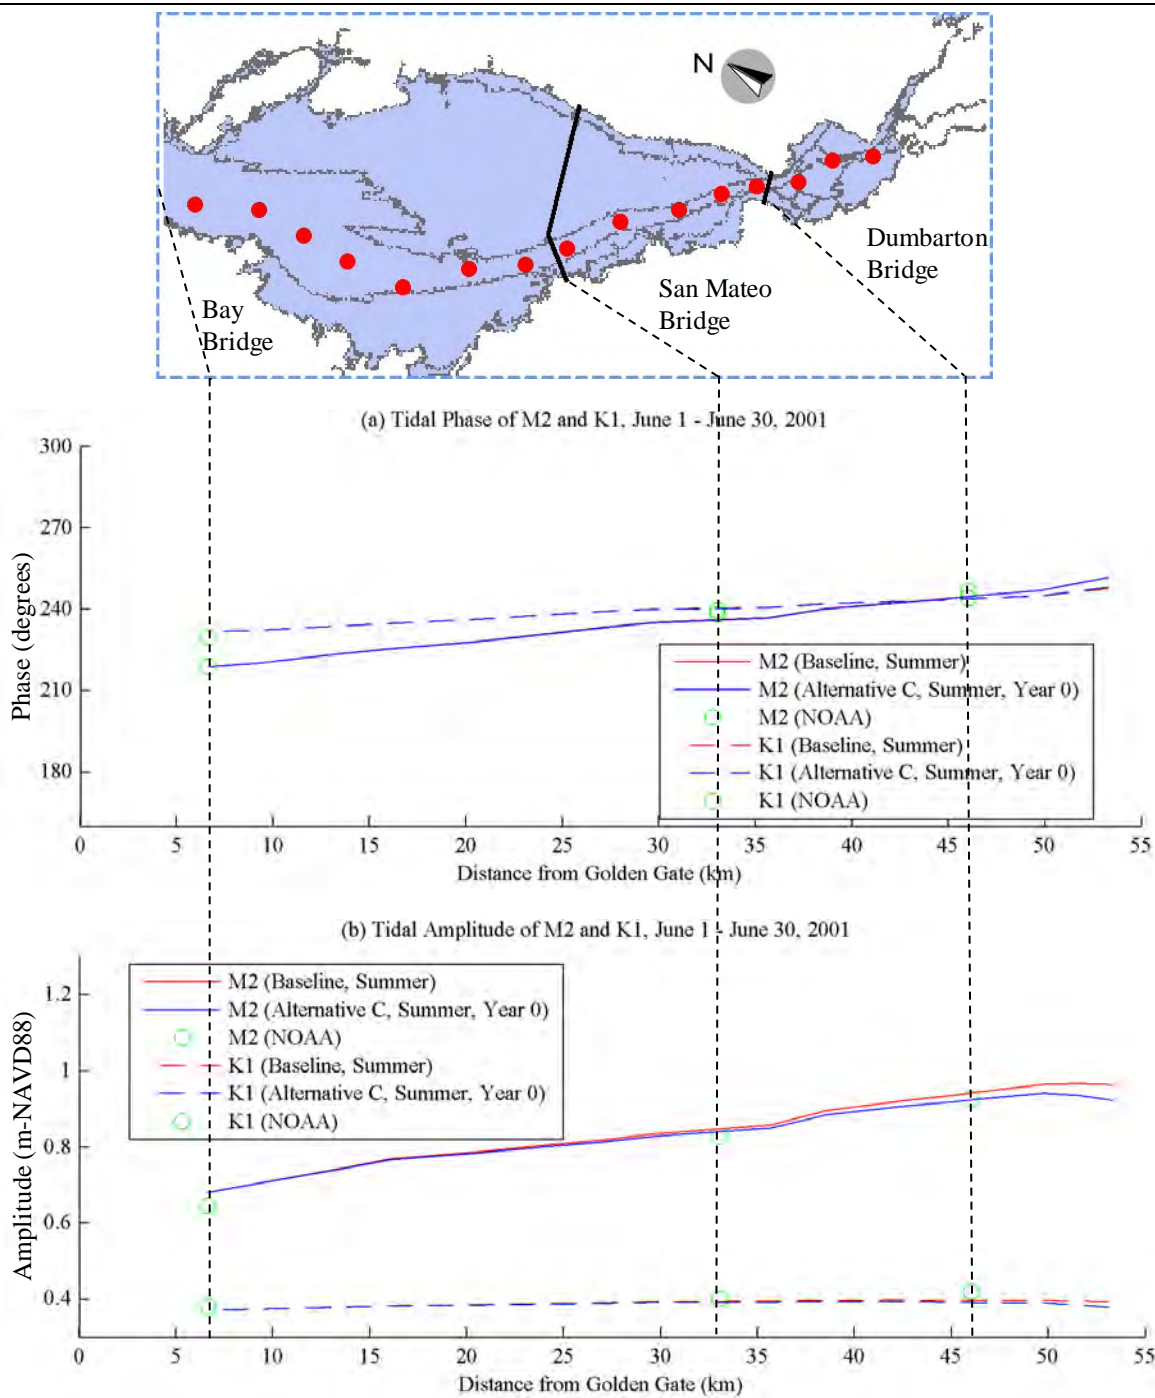 N
Bay
Bridge
San Mateo
Bridge
Dumbarton
Bridge
(a) Tidal Phase of M2 and K1, June 1 - June 30, 2001
Phase (degrees)
300
270
240
210
180
M2 (Baseline, Summer)
M2 (Alternative C, Summer, Year 0)
M2 (NOAA)
K1 (Baseline, Summer)
K1 (Alternative C, Summer, Year 0)
K1 (NOAA)
0 5 10 15 20 25 30 35 40 45 50 55
Distance from Golden Gate (km)
(b) Tidal Amplitude of M2 and K1, June 1 - June 30, 2001
Amplitude (m-NAVD88)
1.2
1
0.8
0.6
0.4
M2 (Baseline, Summer)
M2 (Alternative C, Summer, Year 0)
M2 (NOAA)
K1 (Baseline, Summer)
K1 (Alternative C, Summer, Year 0)
K1 (NOAA)
0 5 10 15 20 25 30 35 40 45 50 55
Distance from Golden Gate (km)